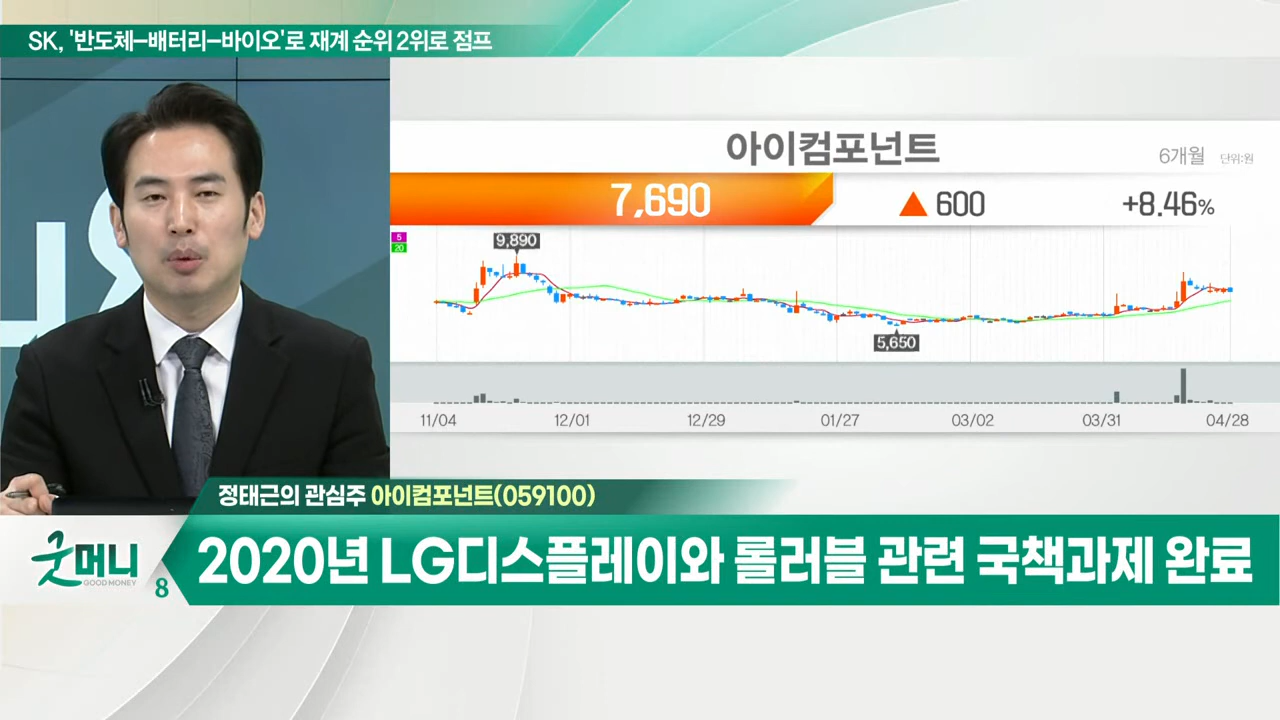 SK, '반도체-배터리-바이오'로 재계 순위 2위로 점프
아이컴포넌트
6개월 단위:원
7,690 ▲ 600 +8.46%
5
20
9,890
5,650
11/04 12/01 12/29 01/27 03/02 03/31 04/28
정태근의 관심주 아이컴포넌트(059100)
굿머니
GOOD MONEY
8
2020년 LG디스플레이와 롤러블 관련 국책과제 완료